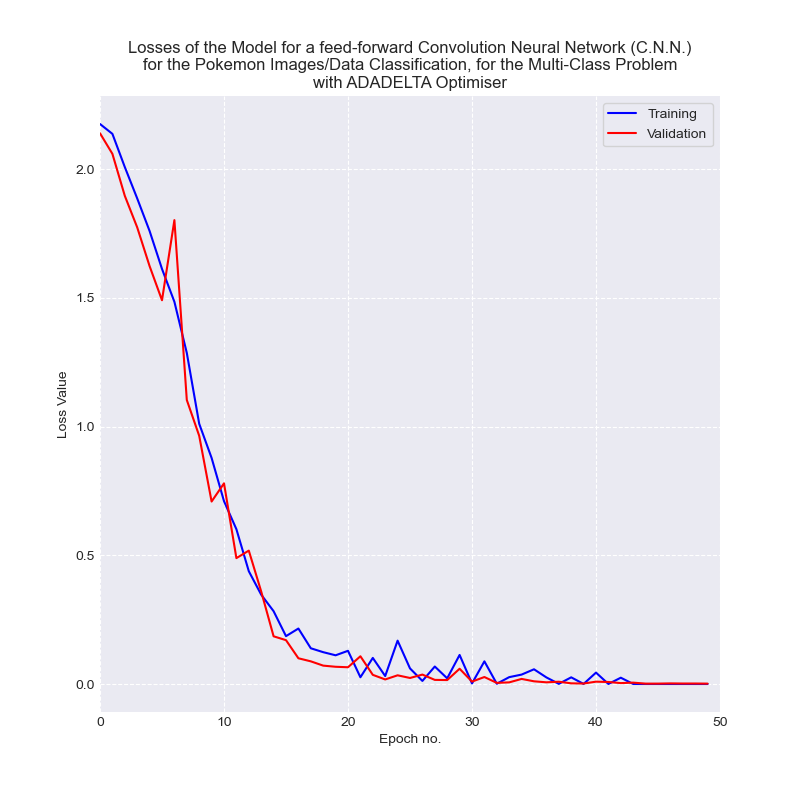 Losses of the Model for a feed-forward Convolution Neural Network (C.N.N.)
for the Pokemon Images/Data Classification, for the Multi-Class Problem
with ADADELTA Optimiser
Training
Validation
Loss Value
2.0
1.5
1.0
0.5
0.0
0 10 20 30 40 50
Epoch no.